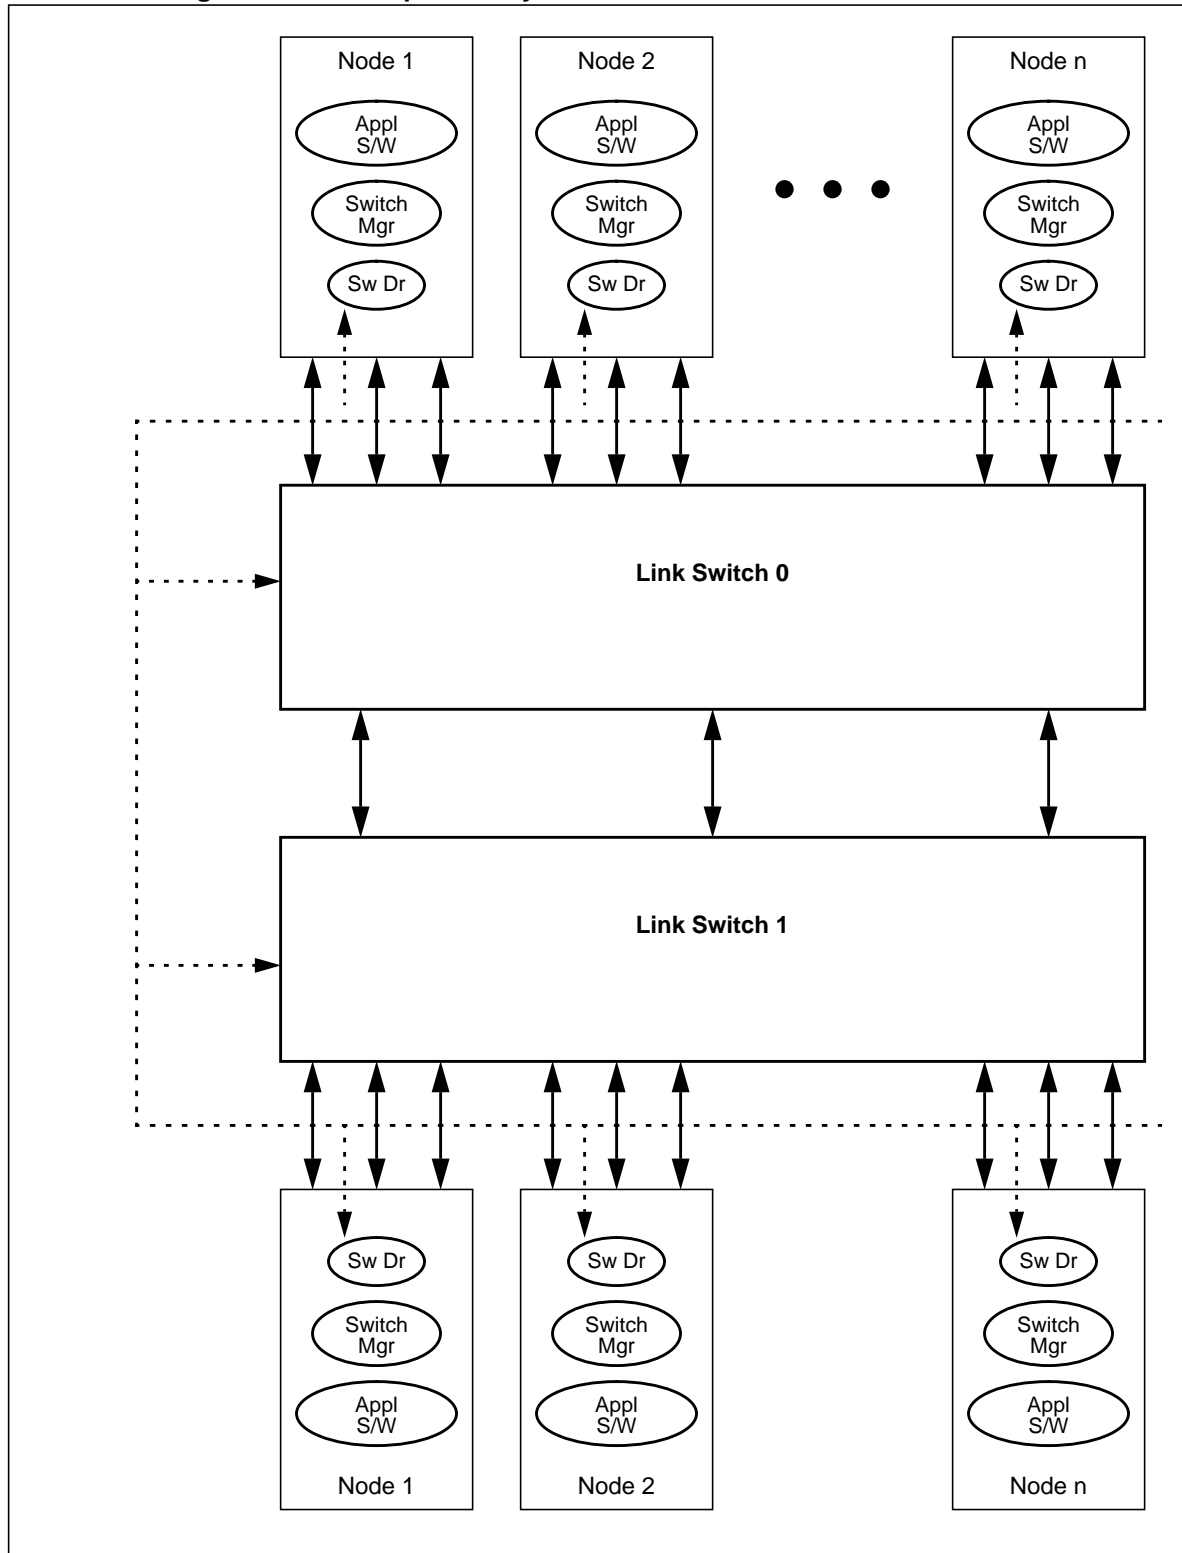 Node 1
Node 2
Node n
Appl
S/W
Appl
S/W
Appl
S/W
Switch
Mgr
Switch
Mgr
Switch
Mgr
Sw Dr
Sw Dr
Sw Dr
Link Switch 0
Link Switch 1
Sw Dr
Sw Dr
Sw Dr
Switch
Mgr
Switch
Mgr
Switch
Mgr
Appl
S/W
Appl
S/W
Appl
S/W
Node 1
Node 2
Node n